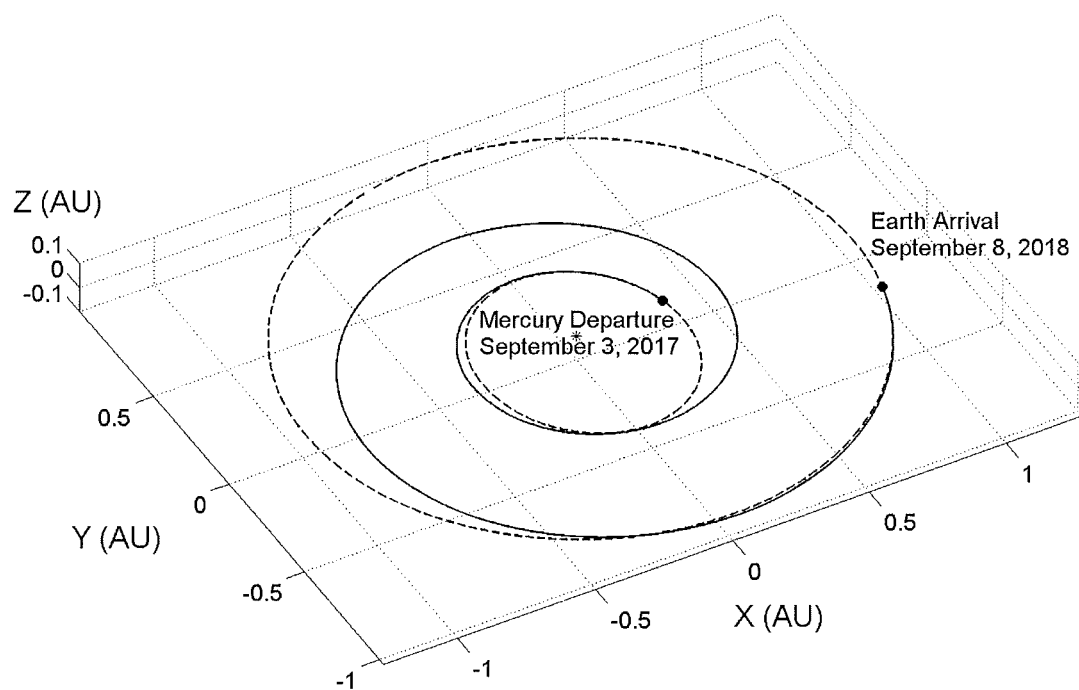 Z (AU)
0.1
0
-0.1
Earth Arrival
September 8, 2018
Mercury Departure
September 3, 2017
0.5
0
-0.5
-1
Y (AU)
1
0.5
0
-0.5
-1
X (AU)